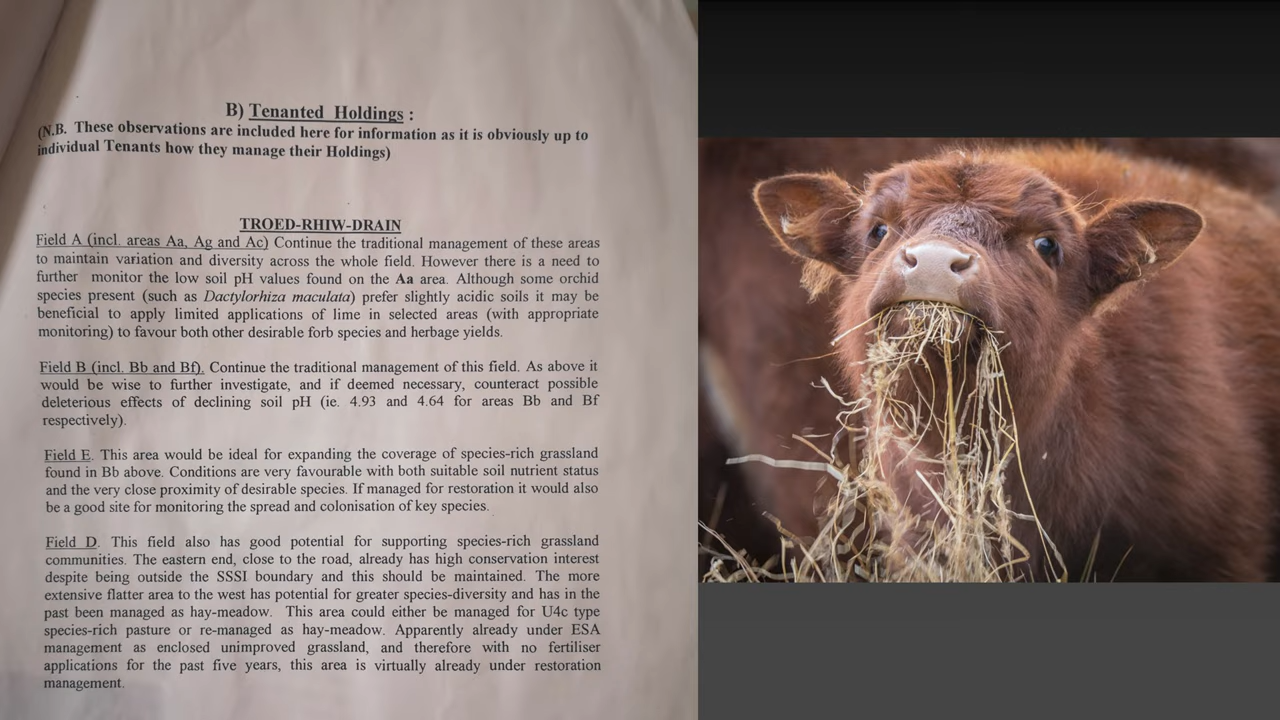 B) Tenanted Holdings :
(N.B. These observations are included here for information as it is obviously up to
individual Tenants how they manage their Holdings)
TROED-RHIW-DRAIN
Field A (incl. areas Aa, Ag and Ac) Continue the traditional management of these areas
to maintain variation and diversity across the whole field. However there is a need to
further monitor the low soil pH values found on the Aa area. Although some orchid
species present (such as Dactylorhiza maculata) prefer slightly acidic soils it may be
beneficial to apply limited applications of lime in selected areas (with appropriate
monitoring) to favour both other desirable forb species and herbage yields.
Field B (incl. Bb and Bf). Continue the traditional management of this field. As above it
would be wise to further investigate, and if deemed necessary, counteract possible
deleterious effects of declining soil pH (ie. 4.93 and 4.64 for areas Bb and Bf
respectively).
Field E. This area would be ideal for expanding the coverage of species-rich grassland
found in Bb above. Conditions are very favourable with both suitable soil nutrient status
and the very close proximity of desirable species. If managed for restoration it would also
be a good site for monitoring the spread and colonisation of key species.
Field D. This field also has good potential for supporting species-rich grassland
communities. The eastern end, close to the road, already has high conservation interest
despite being outside the SSSI boundary and this should be maintained. The more
extensive flatter area to the west has potential for greater species-diversity and has in the
past been managed as hay-meadow. This area could either be managed for U4c type
species-rich pasture or re-managed as hay-meadow. Apparently already under ESA
management as enclosed unimproved grassland, and therefore with no fertiliser
applications for the past five years, this area is virtually already under restoration
management.